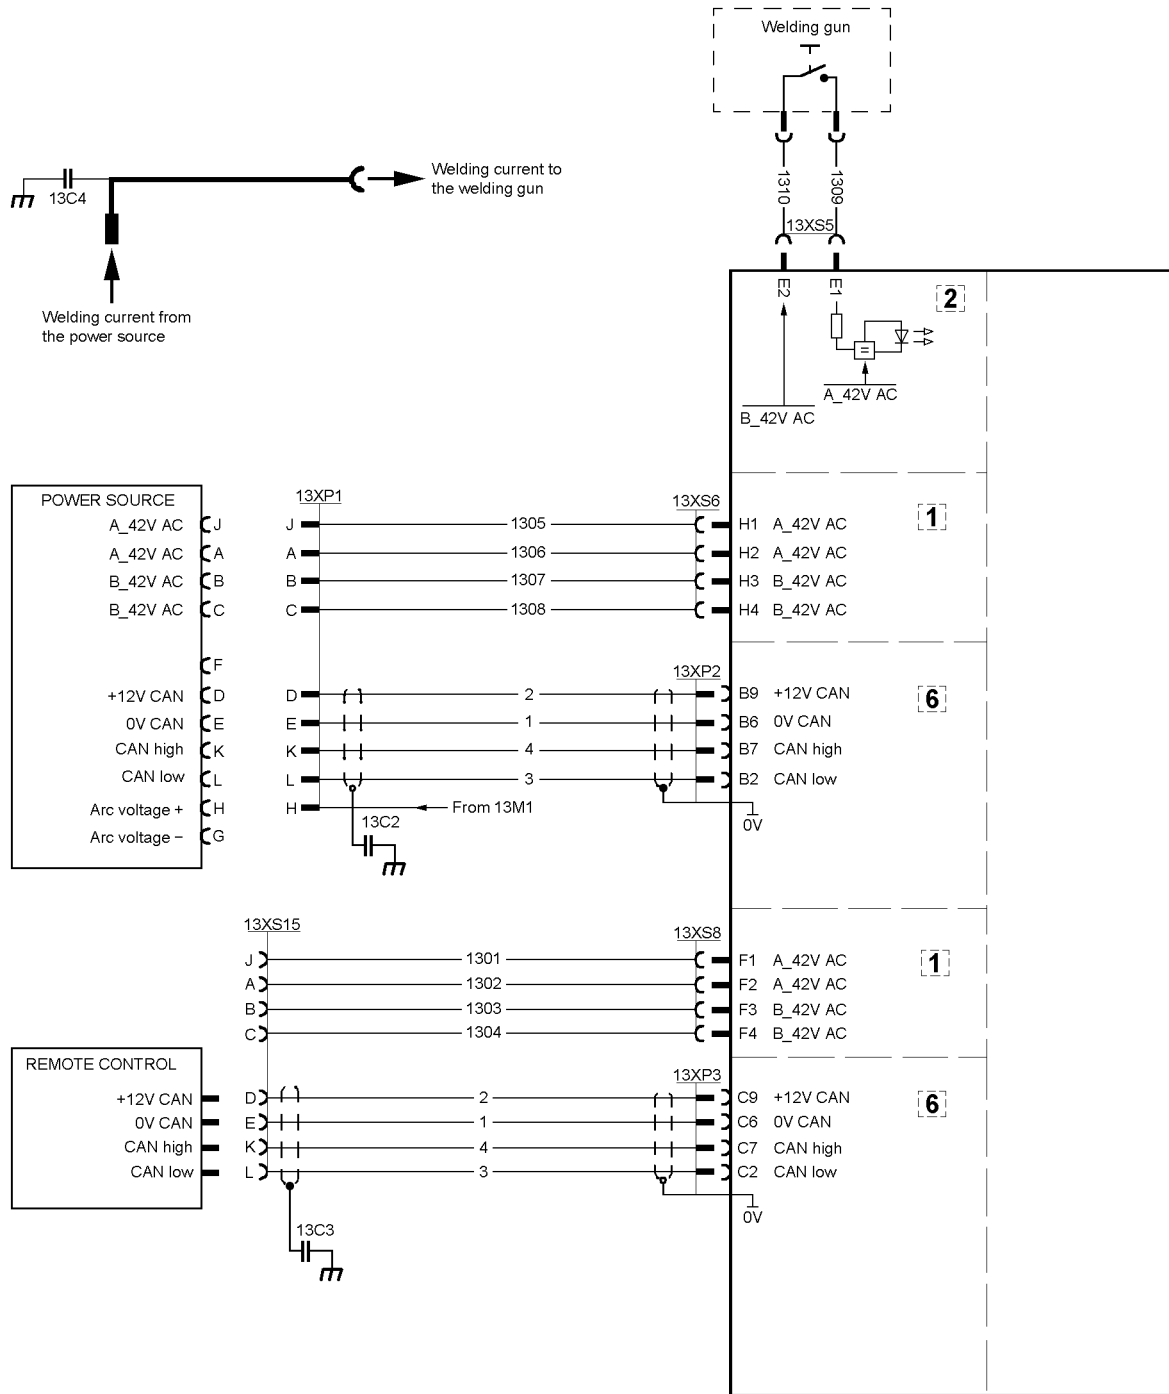 Welding gun
1310
1309
13XS5
Welding current to
the welding gun
13C4
Welding current from
the power source
E2
E1
2
A_42V AC
B_42V AC
POWER SOURCE
13XP1
13XS6
1
A_42V AC J J 1305 H1 A_42V AC
A_42V AC A A 1306 H2 A_42V AC
B_42V AC B B 1307 H3 B_42V AC
B_42V AC C C 1308 H4 B_42V AC
F
13XP2
6
+12V CAN D D 2 B9 +12V CAN
0V CAN E E 1 B6 0V CAN
CAN high K K 4 B7 CAN high
CAN low L L 3 B2 CAN low
Arc voltage + H H From 13M1
0V
13C2
Arc voltage − G
13XS15
13XS8
1
J 1301 F1 A_42V AC
A 1302 F2 A_42V AC
B 1303 F3 B_42V AC
C 1304 F4 B_42V AC
REMOTE CONTROL
13XP3
6
+12V CAN D 2 C9 +12V CAN
0V CAN E 1 C6 0V CAN
CAN high K 4 C7 CAN high
CAN low L 3 C2 CAN low
0V
13C3